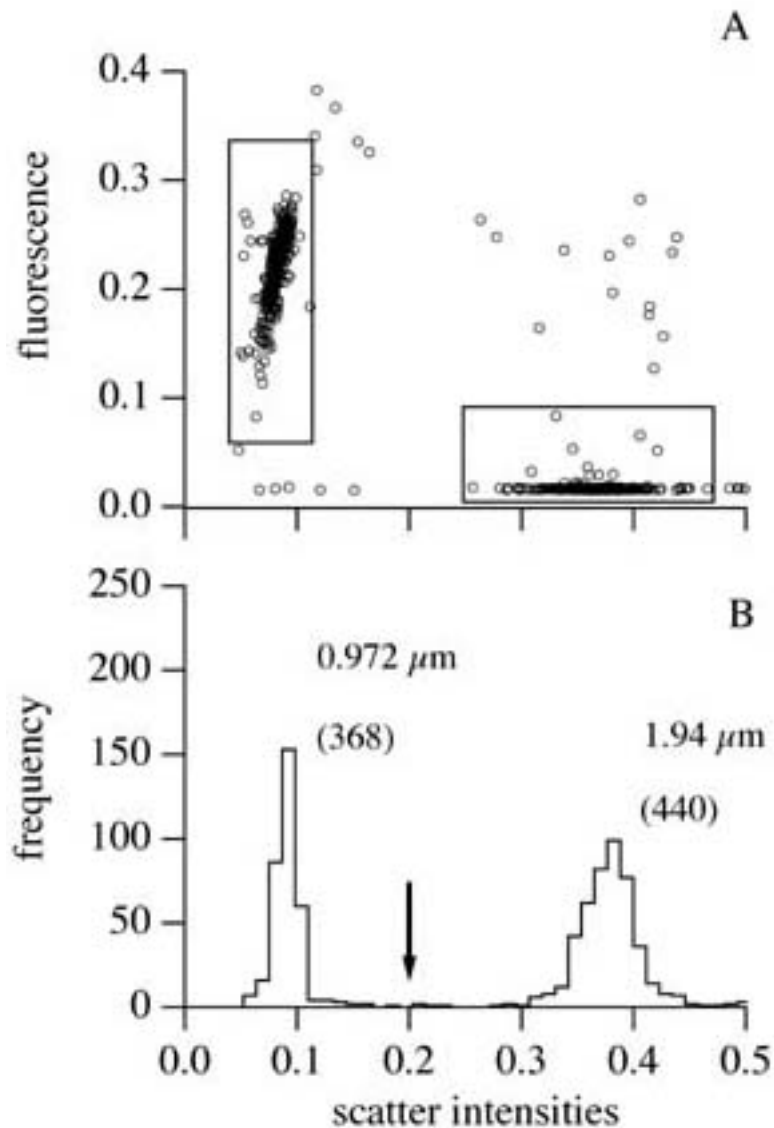 A
0.4
0.3
fluorescence
0.2
0.1
0.0
250
B
200
0.972 μm
150
(368)
1.94 μm
frequency
100
(440)
50
0
0.0 0.1 0.2 0.3 0.4 0.5
scatter intensities